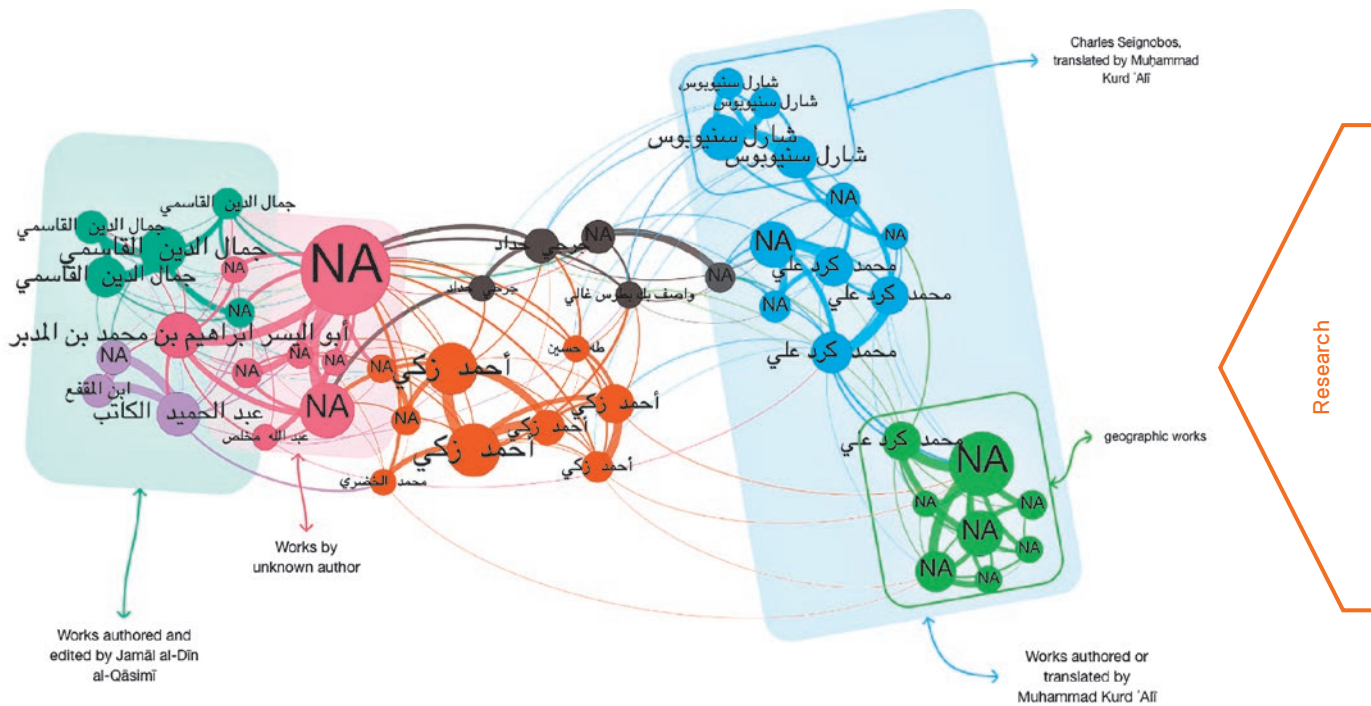 Charles Seignobos,
translated by Muḥammad
Kurd ʿAlī
شارل سنيوبوس
شارل سنيوبوس
شارل سنيوبوس
شارل سنيوبوس
جمال الدين القاسمي
جمال الدين القاسمي
جمال الدين القاسمي
جمال الدين القاسمي
NA
NA
NA
NA
NA
NA
NA
NA
جرجي حداد
جرجي حداد
واصف بك بطرس غالي
محمد كرد علي
محمد كرد علي
محمد كرد علي
أبو اليسر ابراهيم بن محمد بن المدبر
طه حسين
NA
NA
NA
NA
NA
NA
NA
ابن المقفع
عبد الحميد الكاتب
عبد الله مخلص
أحمد زكي
أحمد زكي
أحمد زكي
أحمد زكي
أحمد زكي
محمد الخضري
محمد كرد علي
NA
NA
NA
NA
NA
NA
NA
geographic works
Works by
unknown author
Works authored and
edited by Jamāl al-Dīn
al-Qāsimī
Works authored or
translated by
Muhammad Kurd ʿAlī
Research